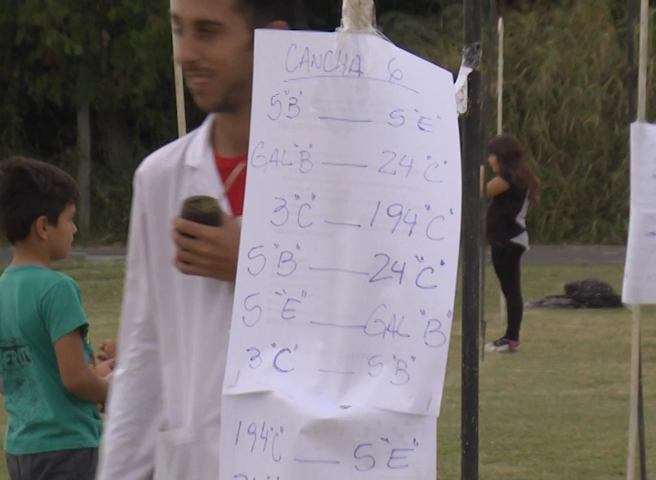 CANCHA 6
5"B" — 5"E"
GAL"B" — 24"C"
3"C" — 194"C"
5"B" — 24"C"
5"E" — GAL"B"
3"C" — 5"B"
194"C" — 5"E"